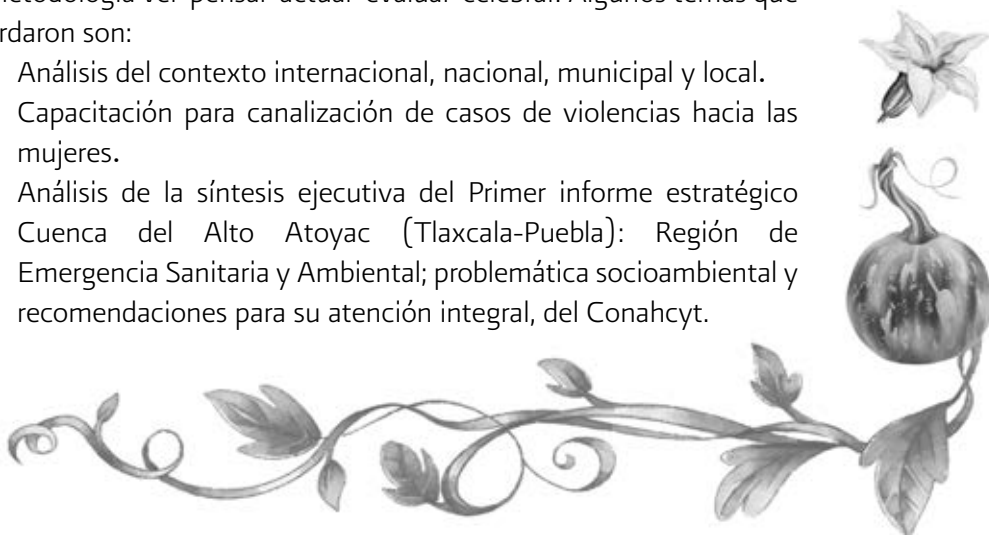 metodología ver-pensar-actuar-evaluar-celebrar. Algunos temas que
rdaron son:
Análisis del contexto internacional, nacional, municipal y local.
Capacitación para canalización de casos de violencias hacia las
mujeres.
Análisis de la síntesis ejecutiva del Primer informe estratégico
Cuenca del Alto Atoyac (Tlaxcala-Puebla): Región de
Emergencia Sanitaria y Ambiental; problemática socioambiental y
recomendaciones para su atención integral, del Conahcyt.